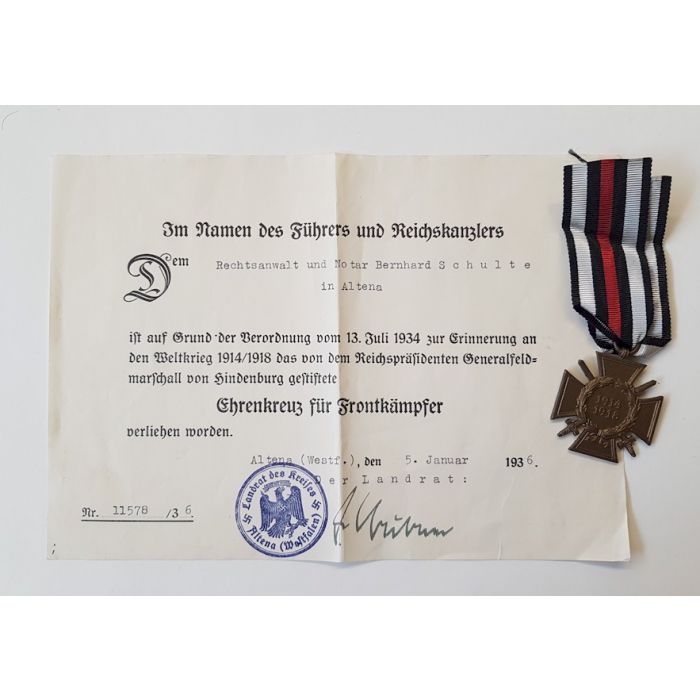 Im Namen des Führers und Reichskanzlers
Dem Rechtsanwalt und Notar Bernhard S c h u l t e
in Altena
ist auf Grund der Verordnung vom 13. Juli 1934 zur Erinnerung an
den Weltkrieg 1914/1918 das von dem Reichspräsidenten Generalfeld-
marschall von Hindenburg gestiftete
Ehrenkreuz für Frontkämpfer
verliehen worden.
Altena (Westf.), den 5. Januar 1936.
Der Landrat:
Nr. 11578 /3 6.
Landrat des Kreises
Altena (Westfalen)
1914
1918